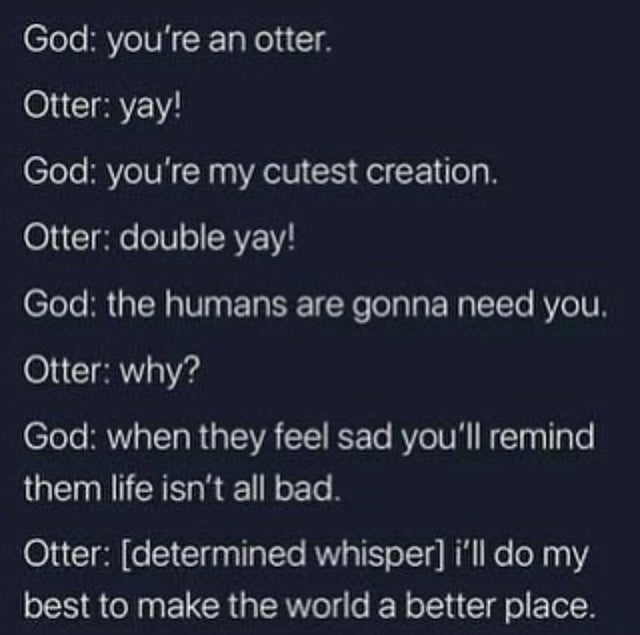 God: you're an otter.
Otter: yay!
God: you're my cutest creation.
Otter: double yay!
God: the humans are gonna need you.
Otter: why?
God: when they feel sad you'll remind
them life isn't all bad.
Otter: [determined whisper] i'll do my
best to make the world a better place.